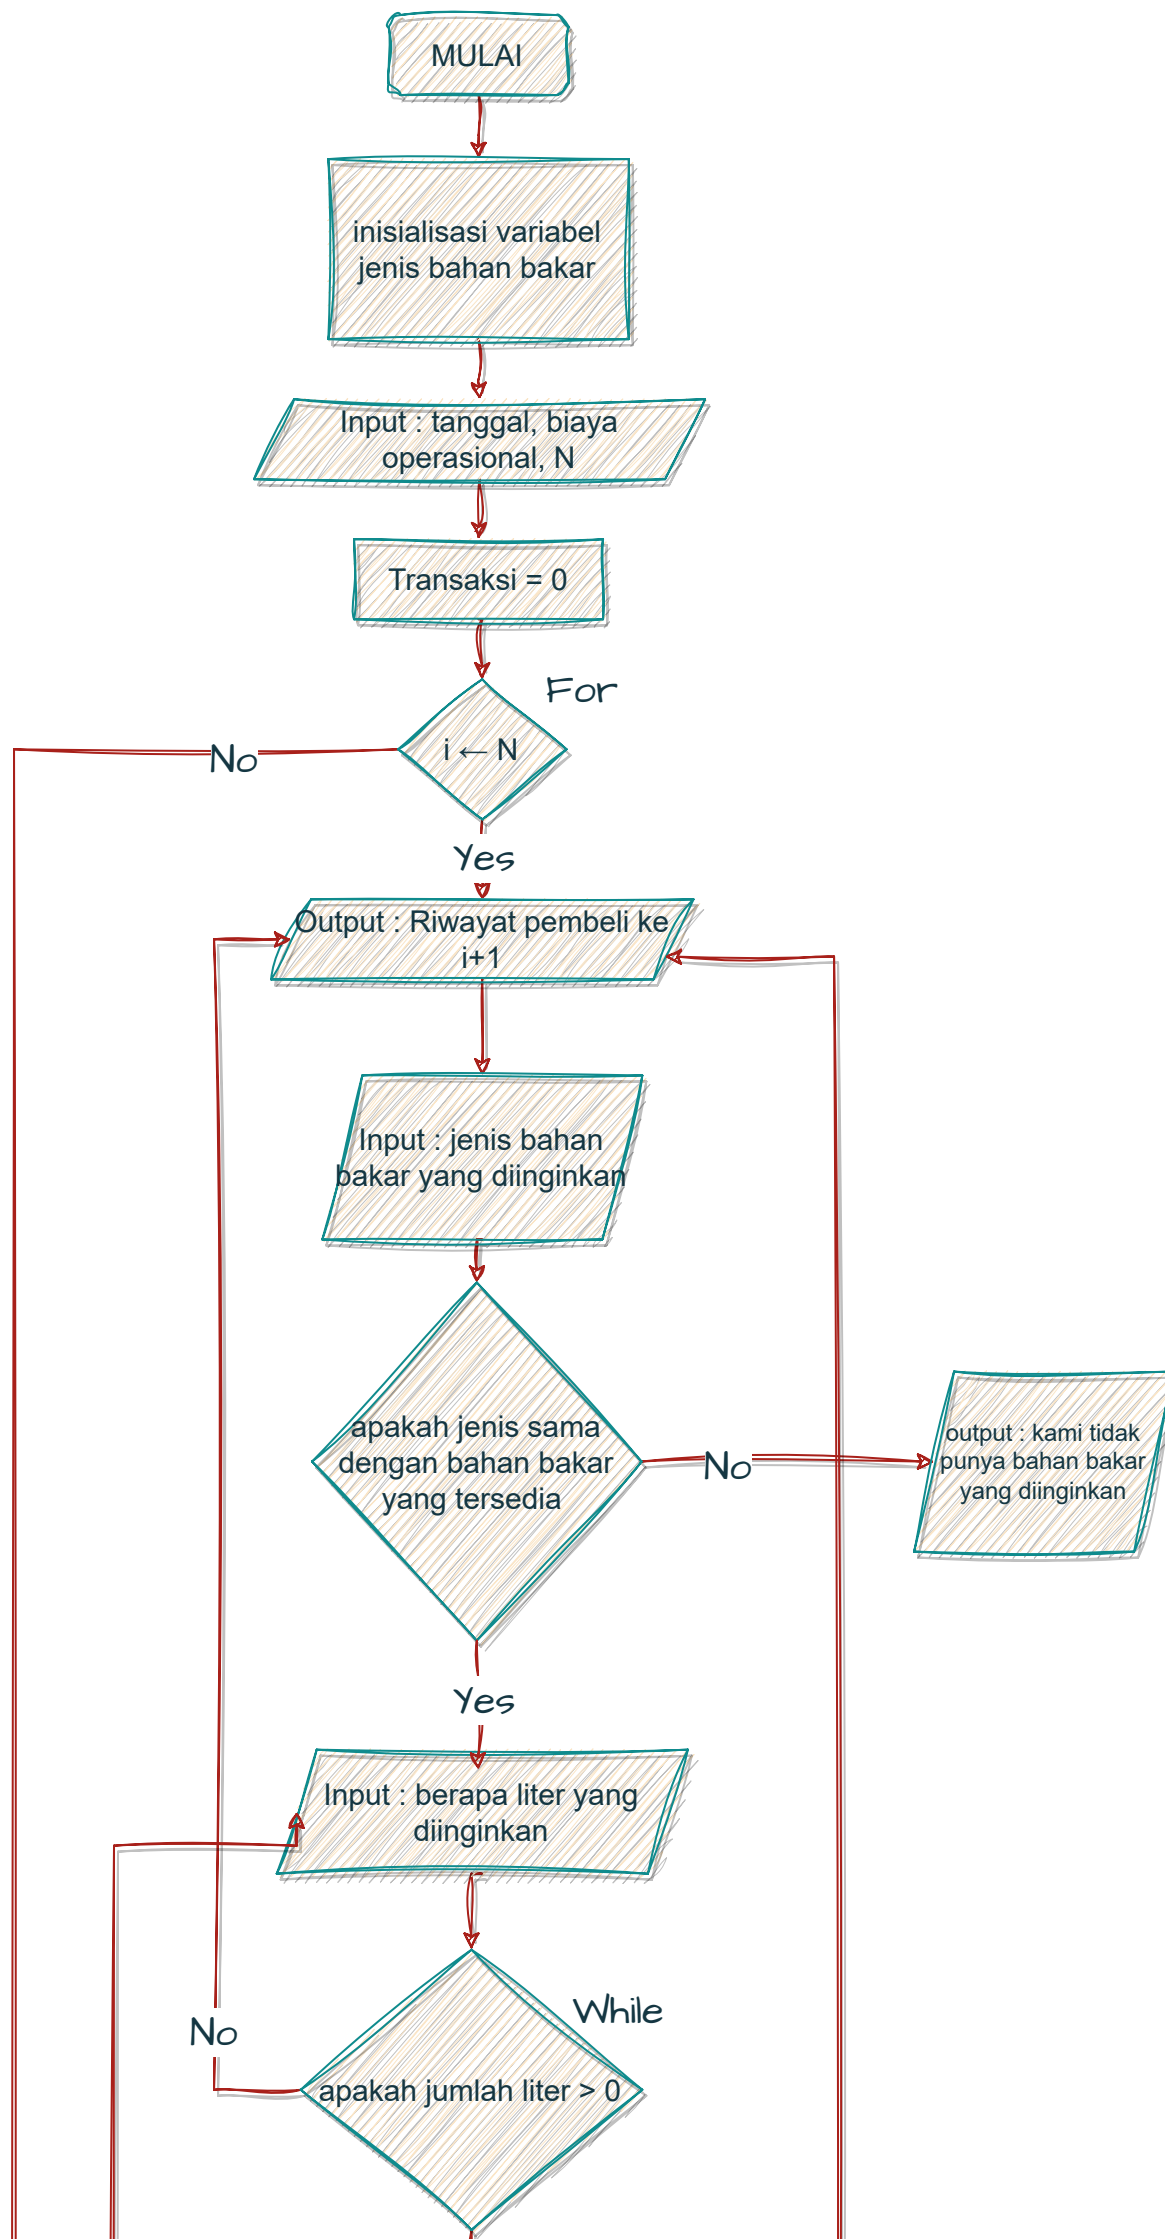 MULAI
inisialisasi variabel
jenis bahan bakar
Input : tanggal, biaya
operasional, N
Transaksi = 0
For
i ← N
No
Yes
Output : Riwayat pembeli ke
i+1
Input : jenis bahan
bakar yang diinginkan
apakah jenis sama
dengan bahan bakar
yang tersedia
No
output : kami tidak
punya bahan bakar
yang diinginkan
Yes
Input : berapa liter yang
diinginkan
While
No
apakah jumlah liter > 0